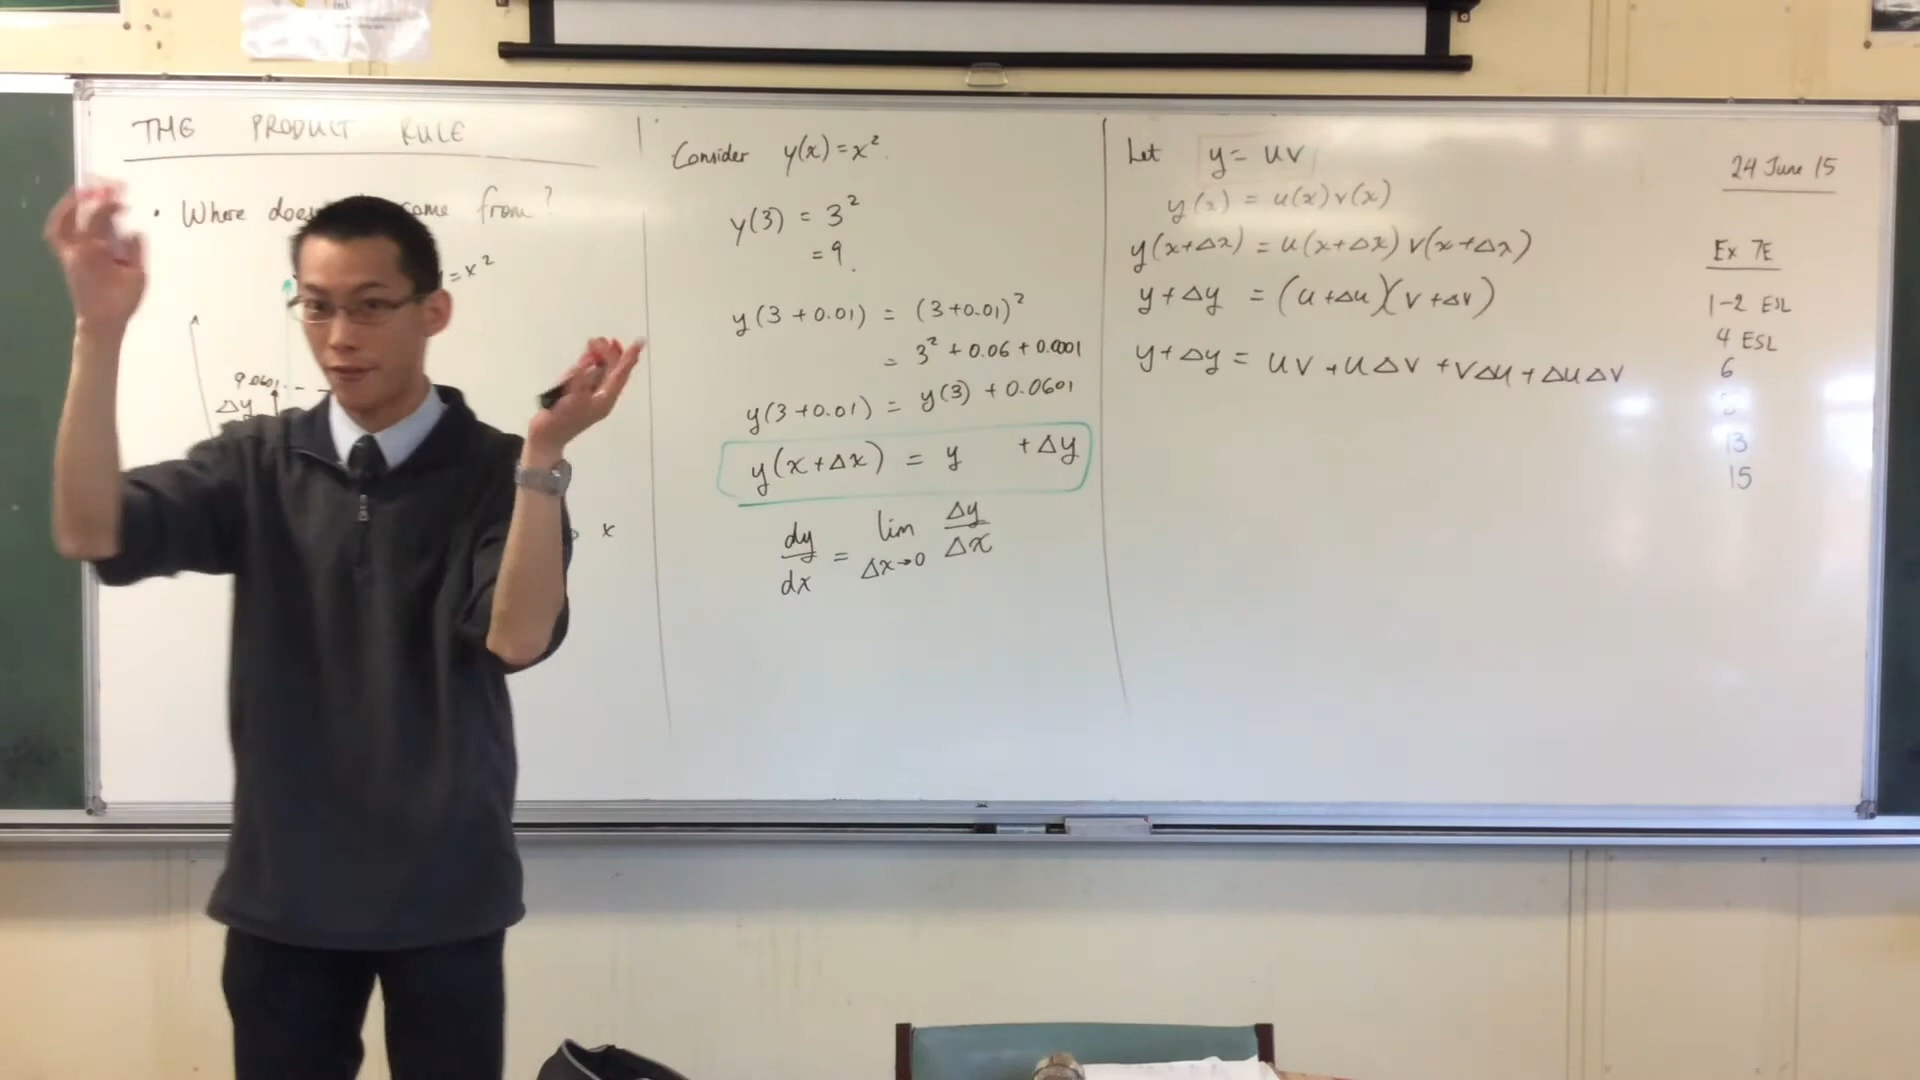 THE PRODUCT RULE
• Where does come from?
= x²
9.0601
Δy
x
Consider y(x) = x².
y(3) = 3²
= 9.
y(3 + 0.01) = (3+0.01)²
= 3² + 0.06 + 0.0001
y(3+0.01) = y(3) + 0.0601
y(x+Δx) = y + Δy
dy/dx = lim Δx→0 Δy/Δx
Let y = uv
y(x) = u(x)v(x)
y(x+Δx) = u(x+Δx) v(x+Δx)
y + Δy = (u+Δu)(v+Δv)
y + Δy = uv + uΔv + vΔu + ΔuΔv
24 June 15
Ex 7E
1-2 ESL
4 ESL
6
13
15